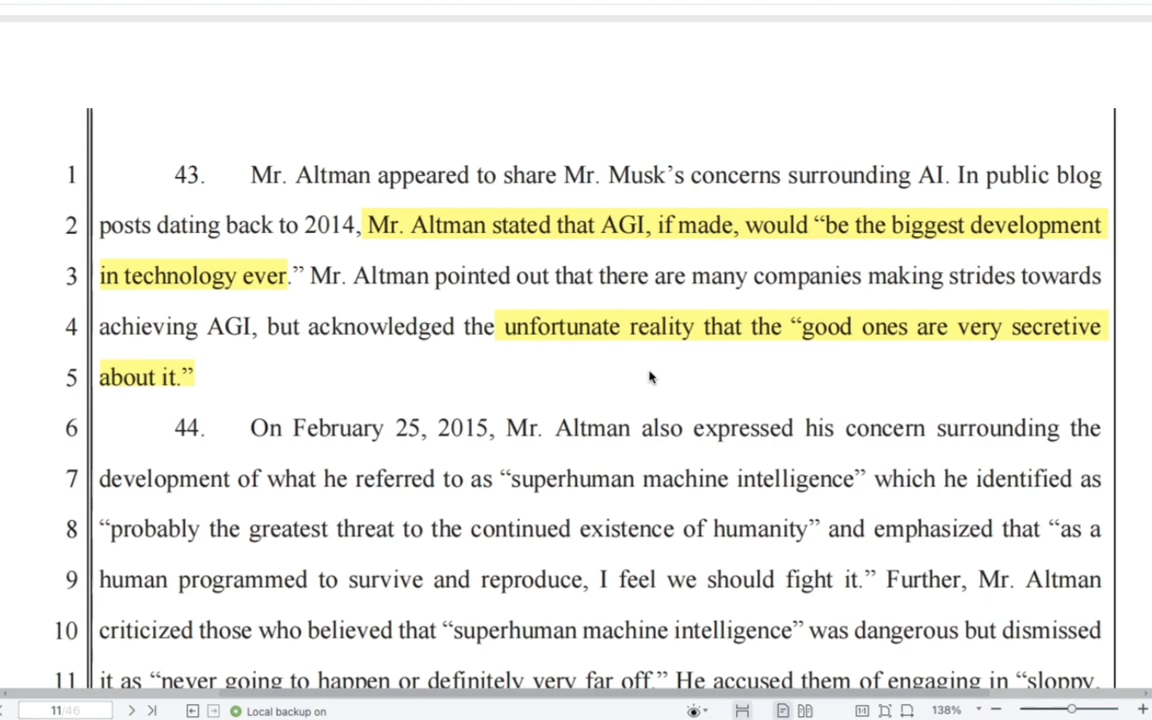 1 43. Mr. Altman appeared to share Mr. Musk’s concerns surrounding AI. In public blog
2 posts dating back to 2014, Mr. Altman stated that AGI, if made, would “be the biggest development
3 in technology ever.” Mr. Altman pointed out that there are many companies making strides towards
4 achieving AGI, but acknowledged the unfortunate reality that the “good ones are very secretive
5 about it.”
6 44. On February 25, 2015, Mr. Altman also expressed his concern surrounding the
7 development of what he referred to as “superhuman machine intelligence” which he identified as
8 “probably the greatest threat to the continued existence of humanity” and emphasized that “as a
9 human programmed to survive and reproduce, I feel we should fight it.” Further, Mr. Altman
10 criticized those who believed that “superhuman machine intelligence” was dangerous but dismissed
11 it as “never going to happen or definitely very far off.” He accused them of engaging in “sloppy,
11/46 Local backup on 138%